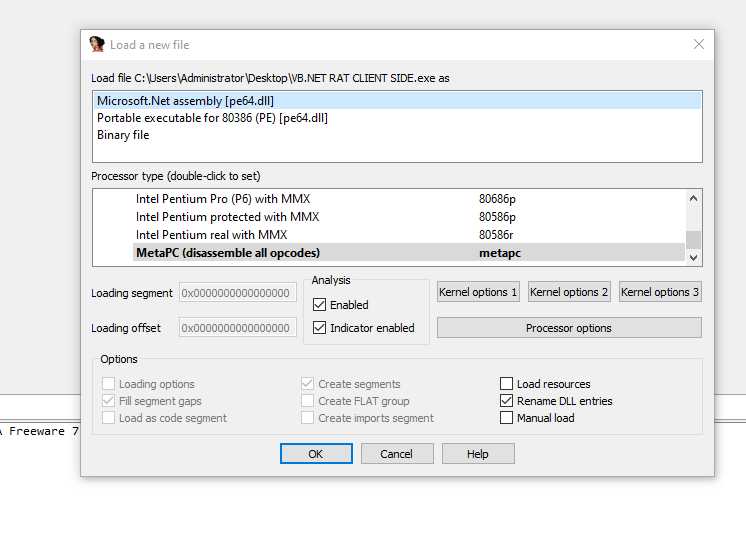 Load a new file
Load file C:\Users\Administrator\Desktop\VB.NET RAT CLIENT SIDE.exe as
Microsoft.Net assembly [pe64.dll]
Portable executable for 80386 (PE) [pe64.dll]
Binary file
Processor type (double-click to set)
Intel Pentium Pro (P6) with MMX 80686p
Intel Pentium protected with MMX 80586p
Intel Pentium real with MMX 80586r
MetaPC (disassemble all opcodes) metapc
Analysis
Loading segment 0x0000000000000000 Enabled Kernel options 1 Kernel options 2 Kernel options 3
Loading offset 0x0000000000000000 Indicator enabled Processor options
Options
Loading options Create segments Load resources
Fill segment gaps Create FLAT group Rename DLL entries
Load as code segment Create imports segment Manual load
A Freeware 7
OK Cancel Help